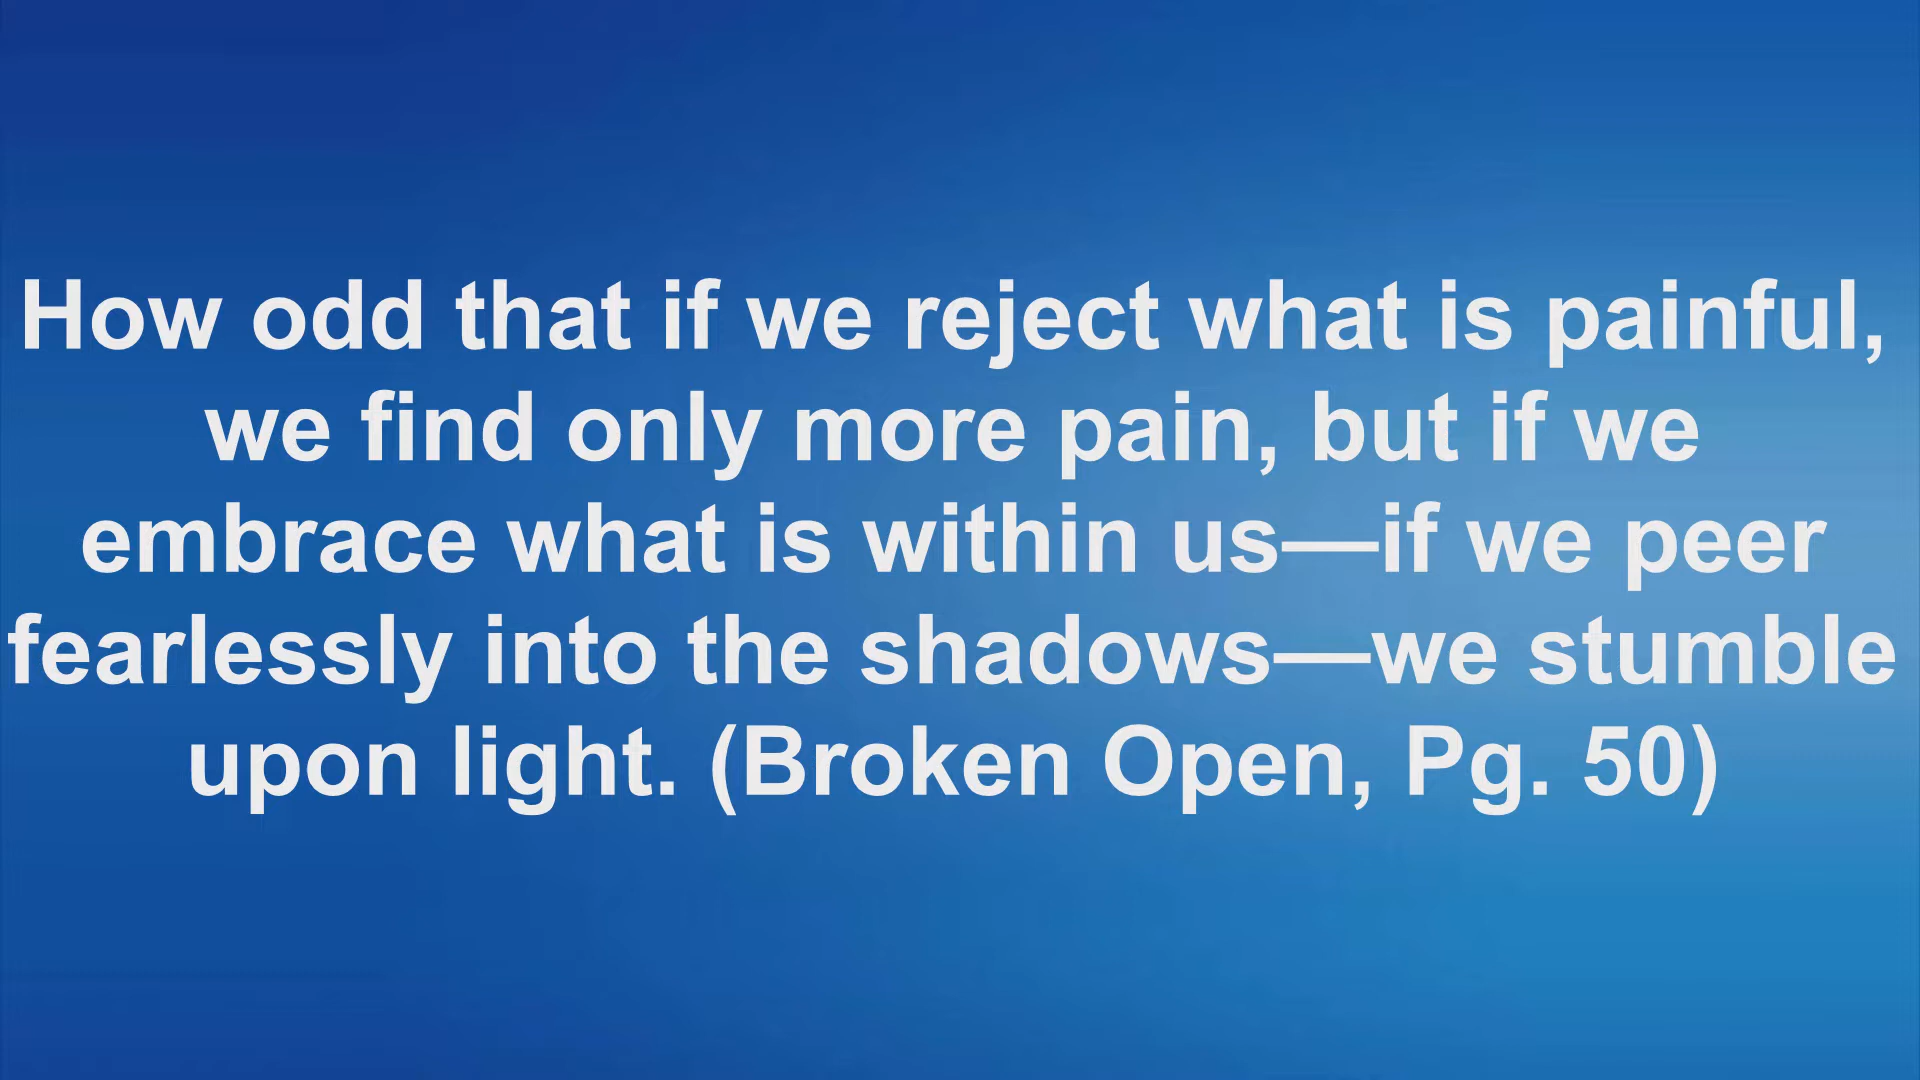 How odd that if we reject what is painful,
we find only more pain, but if we
embrace what is within us—if we peer
fearlessly into the shadows—we stumble
upon light. (Broken Open, Pg. 50)